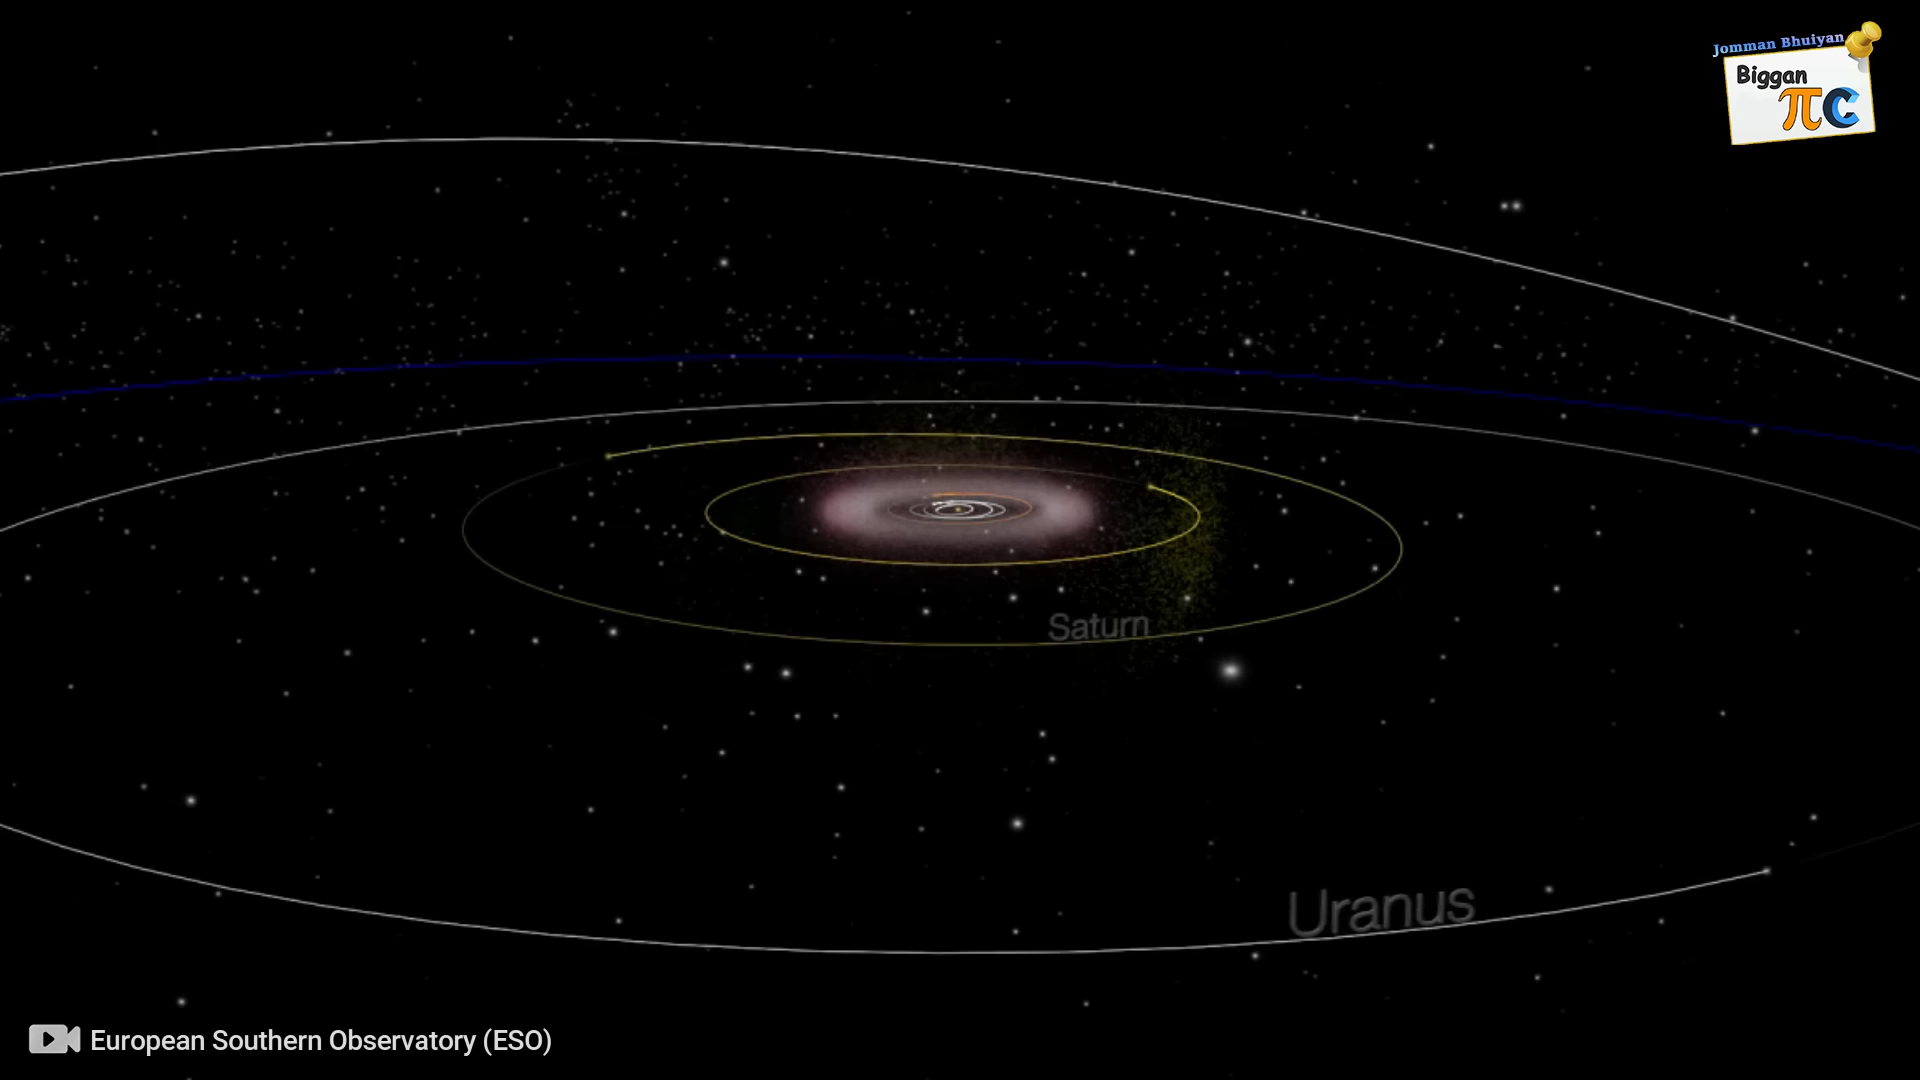 Jomman Bhuiyan
Biggan
πC
Saturn
Uranus
European Southern Observatory (ESO)